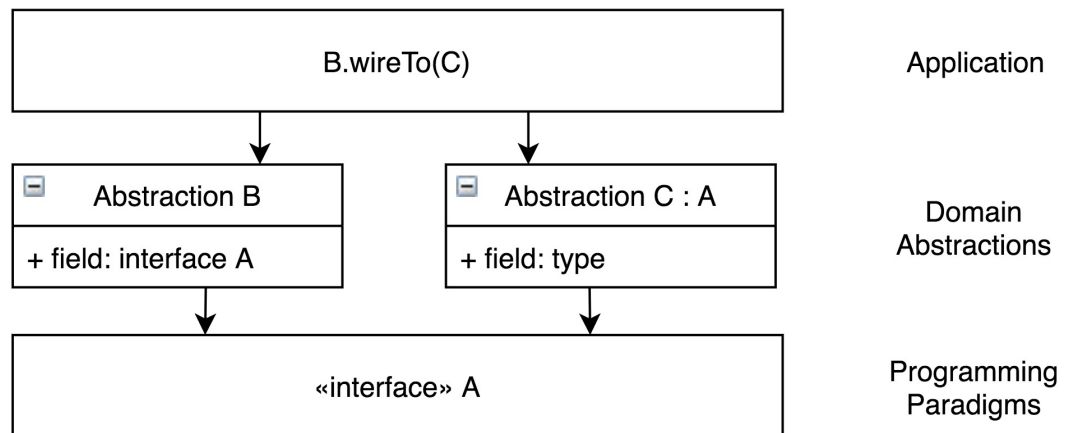 B.wireTo(C)
Application
Abstraction B
+ field: interface A
Abstraction C : A
+ field: type
Domain
Abstractions
«interface» A
Programming
Paradigms